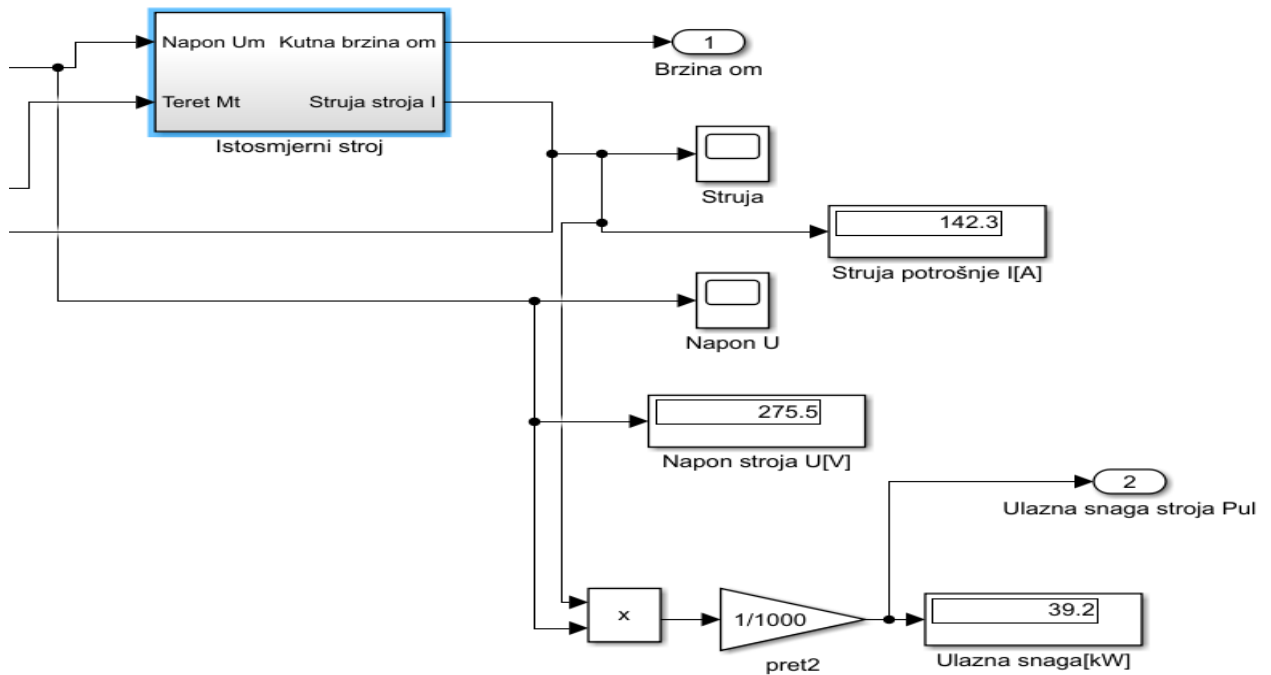 Napon Um Kutna brzina om
1
Brzina om
Teret Mt Struja stroja I
Istosmjerni stroj
Struja
142.3
Struja potrošnje I[A]
Napon U
275.5
Napon stroja U[V]
2
Ulazna snaga stroja Pul
x
1/1000
39.2
pret2
Ulazna snaga[kW]